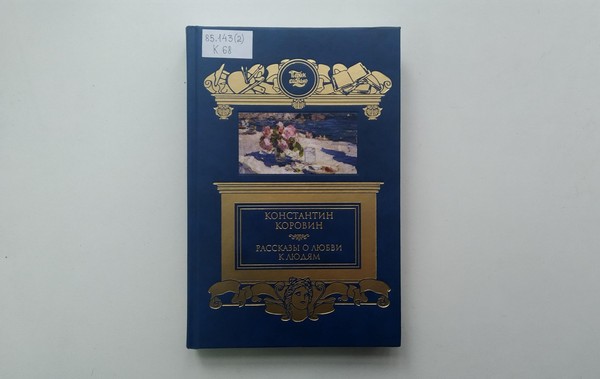 85.143(2)
К 68
КОНСТАНТИН
КОРОВИН
РАССКАЗЫ О ЛЮБВИ
К ЛЮДЯМ